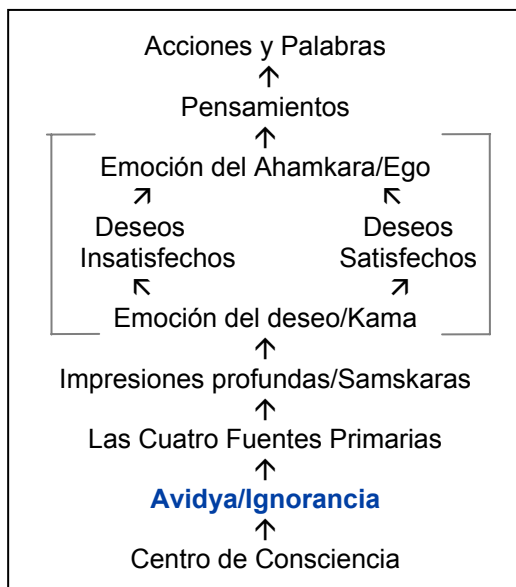 Acciones y Palabras
↑
Pensamientos
↑
Emoción del Ahamkara/Ego
↗ ↖
Deseos Deseos
Insatisfechos Satisfechos
↖ ↗
Emoción del deseo/Kama
↑
Impresiones profundas/Samskaras
↑
Las Cuatro Fuentes Primarias
↑
Avidya/Ignorancia
↑
Centro de Consciencia